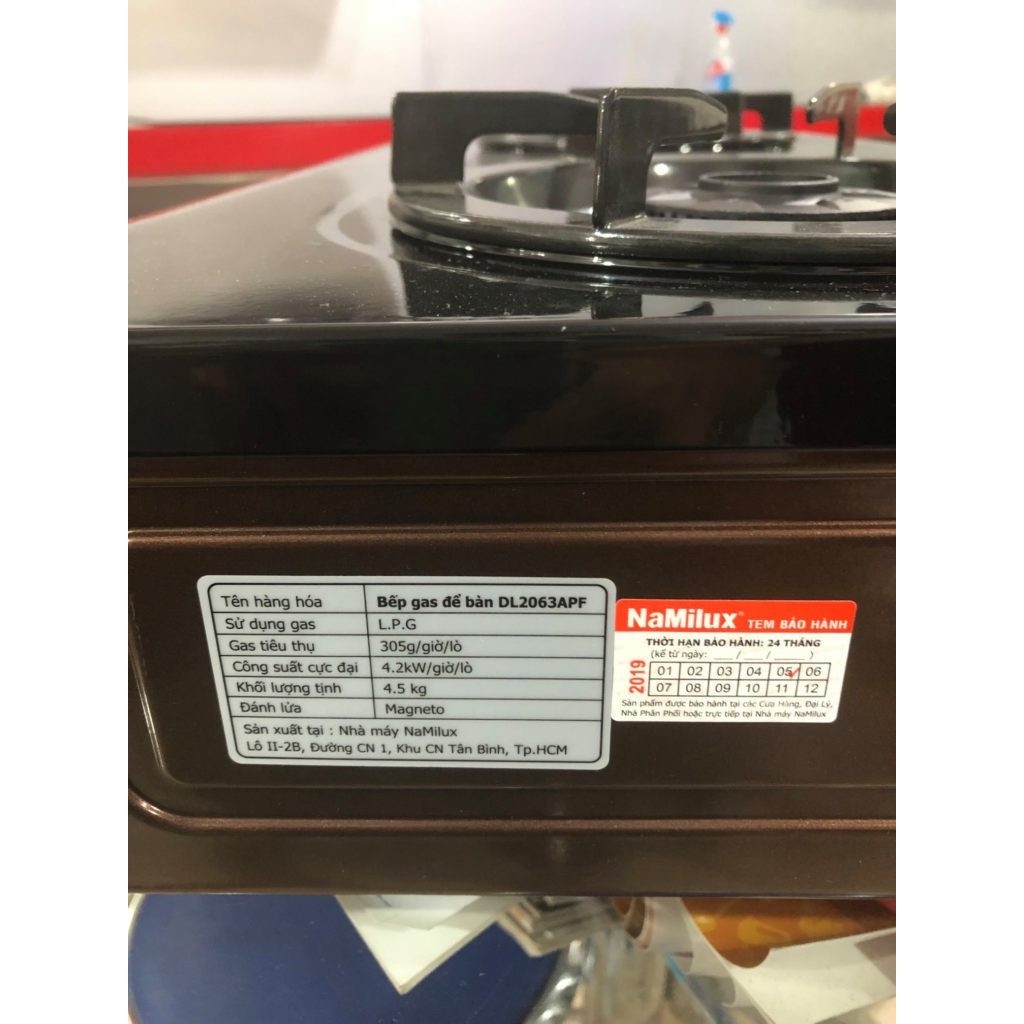 Tên hàng hóa Bếp gas để bàn DL2063APF
Sử dụng gas L.P.G
Gas tiêu thụ 305g/giờ/lò
Công suất cực đại 4.2kW/giờ/lò
Khối lượng tịnh 4.5 kg
Đánh lửa Magneto
Sản xuất tại : Nhà máy NaMilux
Lô II-2B, Đường CN 1, Khu CN Tân Bình, Tp.HCM
NaMilux® TEM BẢO HÀNH
THỜI HẠN BẢO HÀNH: 24 THÁNG
(kể từ ngày: ___/___/_____ )
2019
01 02 03 04 05 06
07 08 09 10 11 12
Sản phẩm được bảo hành tại các Cửa Hàng, Đại Lý,
Nhà Phân Phối hoặc trực tiếp tại Nhà máy NaMilux